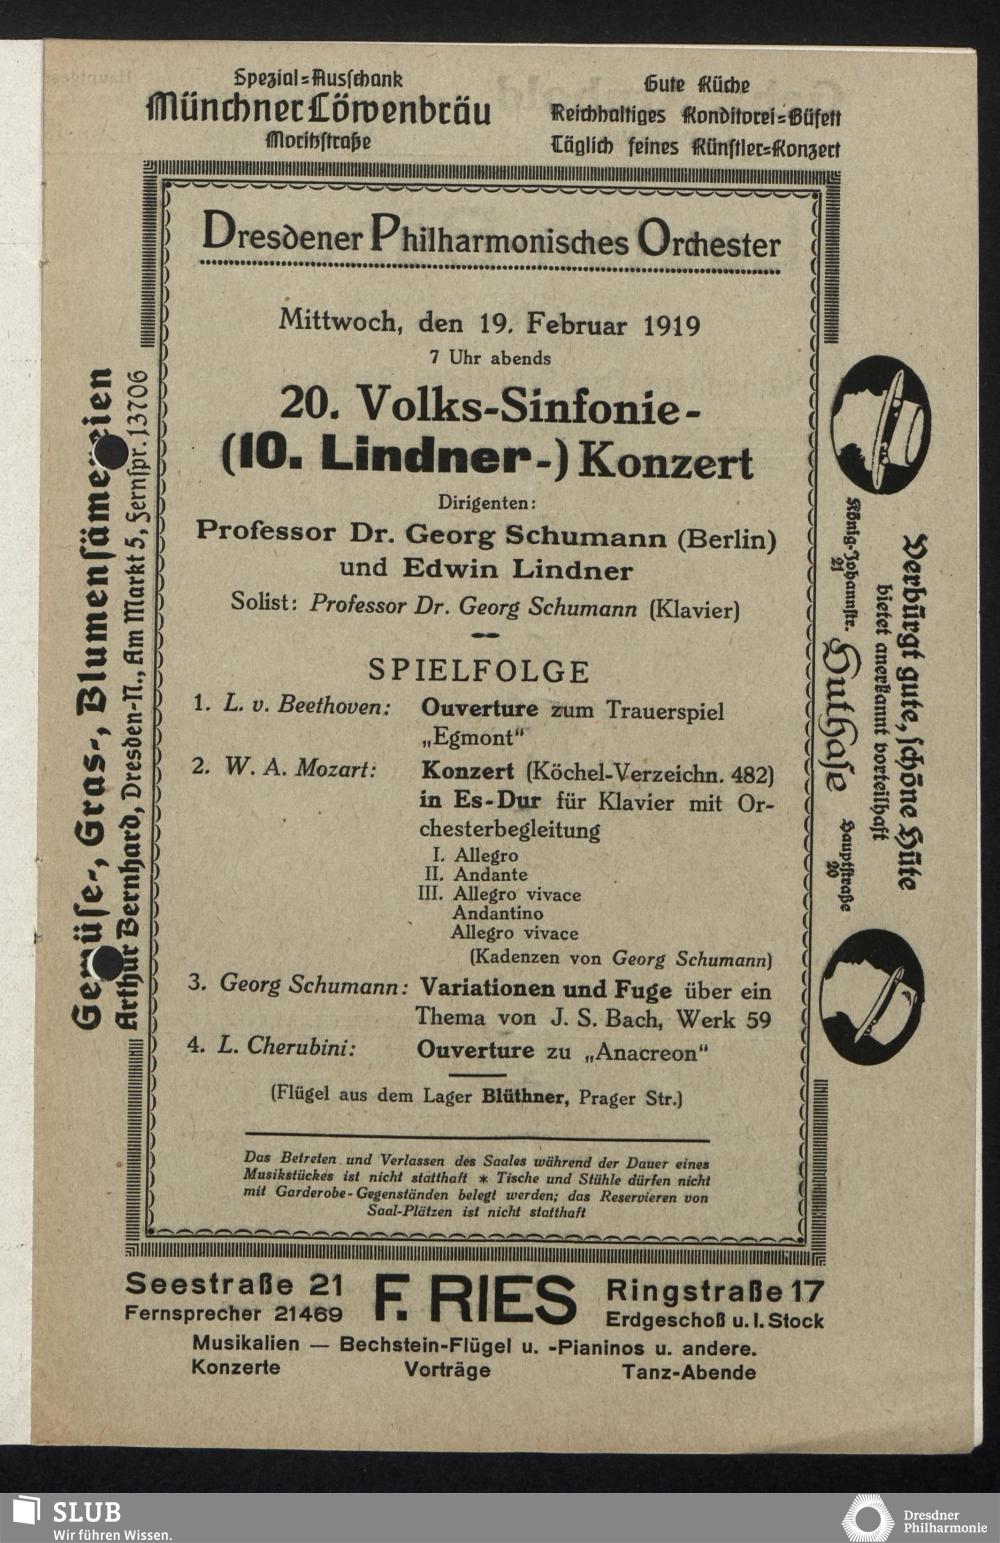 Spezial=Ausschank
Münchner Löwenbräu
Moritzstraße
Gute Küche
Reichhaltiges Konditorei=Büfett
Täglich feines Künstler=Konzert
Dresdener Philharmonisches Orchester
Mittwoch, den 19. Februar 1919
7 Uhr abends
20. Volks-Sinfonie-
(10. Lindner-) Konzert
Dirigenten:
Professor Dr. Georg Schumann (Berlin)
und Edwin Lindner
Solist: Professor Dr. Georg Schumann (Klavier)
SPIELFOLGE
1. L. v. Beethoven: Ouverture zum Trauerspiel
„Egmont“
2. W. A. Mozart: Konzert (Köchel-Verzeichn. 482)
in Es-Dur für Klavier mit Or-
chesterbegleitung
I. Allegro
II. Andante
III. Allegro vivace
Andantino
Allegro vivace
(Kadenzen von Georg Schumann)
3. Georg Schumann: Variationen und Fuge über ein
Thema von J. S. Bach, Werk 59
4. L. Cherubini: Ouverture zu „Anacreon“
(Flügel aus dem Lager Blüthner, Prager Str.)
Das Betreten und Verlassen des Saales während der Dauer eines
Musikstückes ist nicht statthaft * Tische und Stühle dürfen nicht
mit Garderobe-Gegenständen belegt werden; das Reservieren von
Saal-Plätzen ist nicht statthaft
Gemüse-, Gras-, Blumensämereien
Arthur Bernhard, Dresden-N., Am Markt 5, Fernspr. 13706
Verbürgt gute, schöne Hüte
bietet anerkannt vorteilhaft
König-Johannstr.
21
Huthase
Hauptstraße
20
Seestraße 21
Fernsprecher 21469
F. RIES
Ringstraße 17
Erdgeschoß u. I. Stock
Musikalien — Bechstein-Flügel u. -Pianinos u. andere.
Konzerte Vorträge Tanz-Abende
SLUB
Wir führen Wissen.
Dresdner
Philharmonie